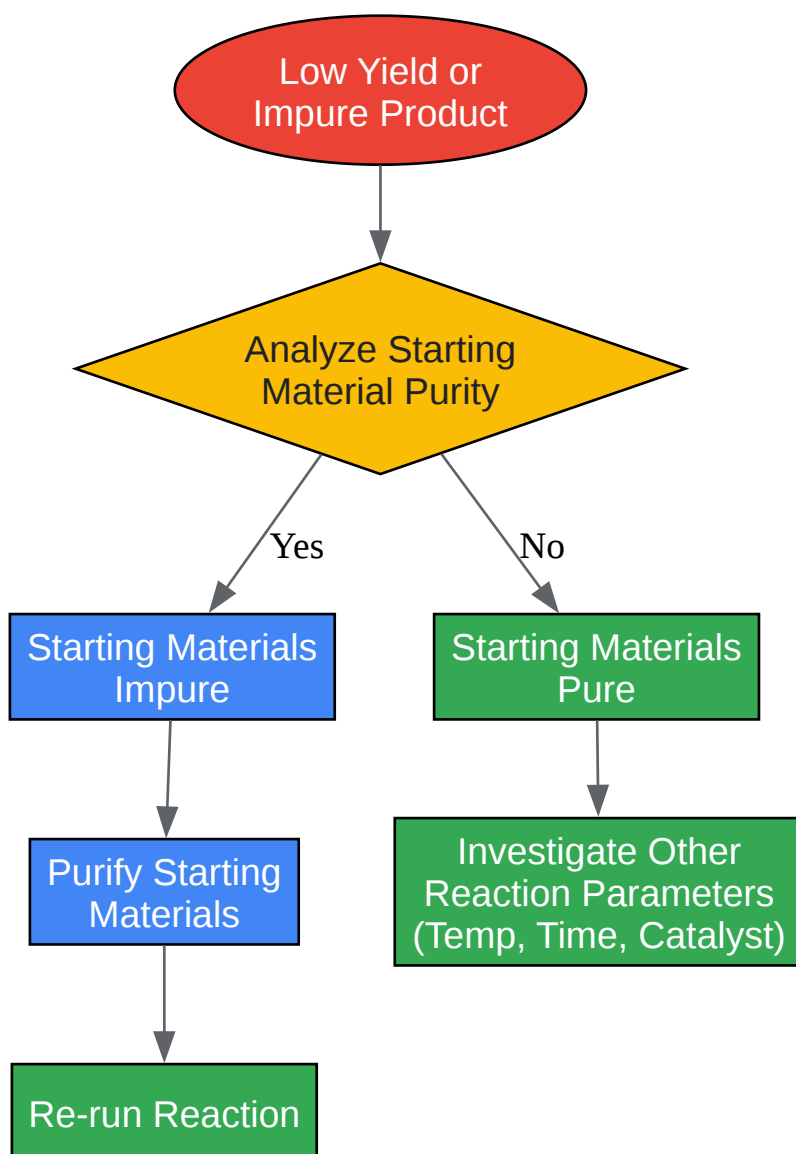 Low Yield or
Impure Product
Analyze Starting
Material Purity
Yes
No
Starting Materials
Impure
Starting Materials
Pure
Purify Starting
Materials
Investigate Other
Reaction Parameters
(Temp, Time, Catalyst)
Re-run Reaction